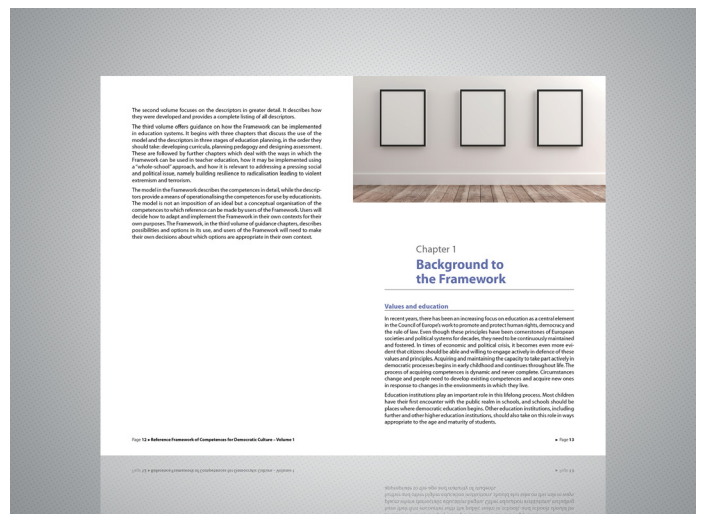 The second volume focuses on the descriptors in greater detail. It describes how
they were developed and provides a complete listing of all descriptors.
The third volume offers guidance on how the Framework can be implemented
in education systems. It begins with three chapters that discuss the use of the
model and the descriptors in three stages of education planning, in the order they
should take: developing curricula, planning pedagogy and designing assessment.
These are followed by further chapters which deal with the ways in which the
Framework can be used in teacher education, how it may be implemented using
a "whole-school" approach, and how it is relevant to addressing a pressing social
and political issue, namely building resilience to radicalisation leading to violent
extremism and terrorism.
The model in the Framework describes the competences in detail, while the descrip-
tors provide a means of operationalising the competences for use by educationists.
The model is not an imposition of an ideal but a conceptual organisation of the
competences to which reference can be made by users of the Framework. Users will
decide how to adapt and implement the Framework in their own contexts for their
own purposes. The Framework, in the third volume of guidance chapters, describes
possibilities and options in its use, and users of the Framework will need to make
their own decisions about which options are appropriate in their own context.
Page 12 ► Reference Framework of Competences for Democratic Culture – Volume 1
Chapter 1
Background to
the Framework
Values and education
In recent years, there has been an increasing focus on education as a central element
in the Council of Europe's work to promote and protect human rights, democracy and
the rule of law. Even though these principles have been cornerstones of European
societies and political systems for decades, they need to be continuously maintained
and fostered. In times of economic and political crisis, it becomes even more evi-
dent that citizens should be able and willing to engage actively in defence of these
values and principles. Acquiring and maintaining the capacity to take part actively in
democratic processes begins in early childhood and continues throughout life. The
process of acquiring competences is dynamic and never complete. Circumstances
change and people need to develop existing competences and acquire new ones
in response to changes in the environments in which they live.
Education institutions play an important role in this lifelong process. Most children
have their first encounter with the public realm in schools, and schools should be
places where democratic education begins. Other education institutions, including
further and other higher education institutions, should also take on this role in ways
appropriate to the age and maturity of students.
► Page 13